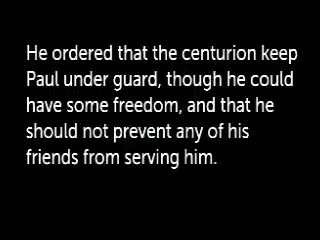 He ordered that the centurion keep
Paul under guard, though he could
have some freedom, and that he
should not prevent any of his
friends from serving him.